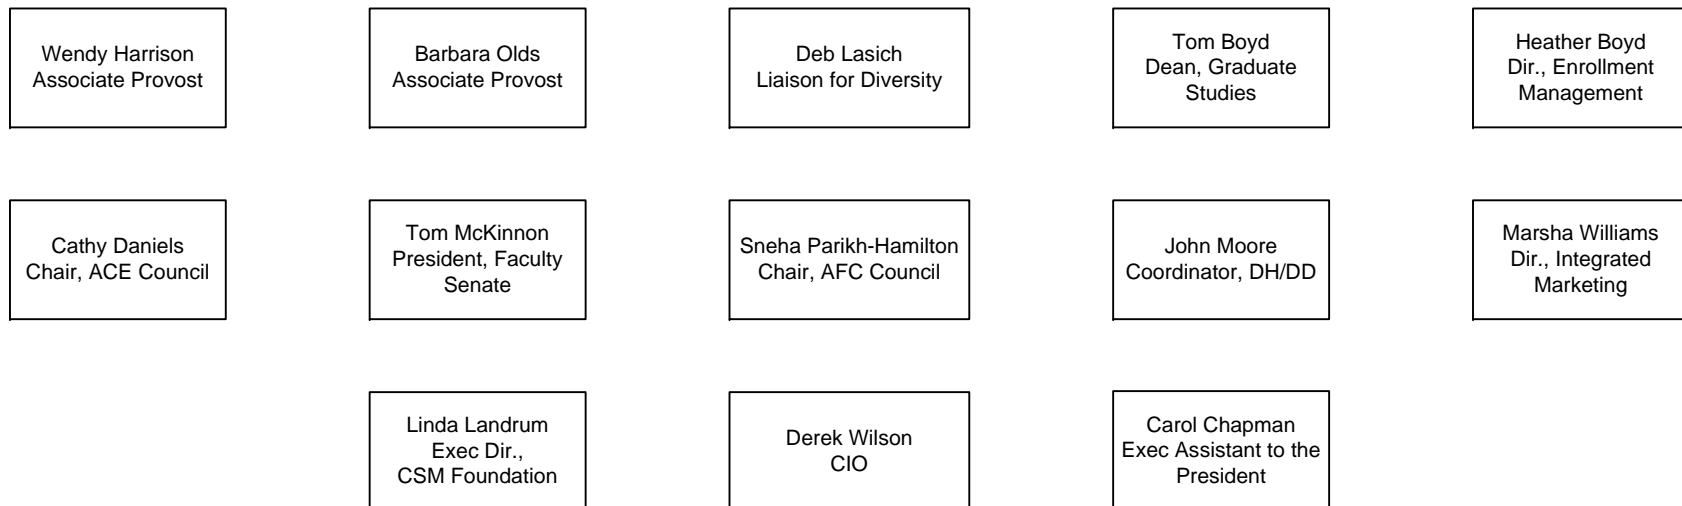 Wendy Harrison
Associate Provost
Barbara Olds
Associate Provost
Deb Lasich
Liaison for Diversity
Tom Boyd
Dean, Graduate
Studies
Heather Boyd
Dir., Enrollment
Management
Cathy Daniels
Chair, ACE Council
Tom McKinnon
President, Faculty
Senate
Sneha Parikh-Hamilton
Chair, AFC Council
John Moore
Coordinator, DH/DD
Marsha Williams
Dir., Integrated
Marketing
Linda Landrum
Exec Dir.,
CSM Foundation
Derek Wilson
CIO
Carol Chapman
Exec Assistant to the
President